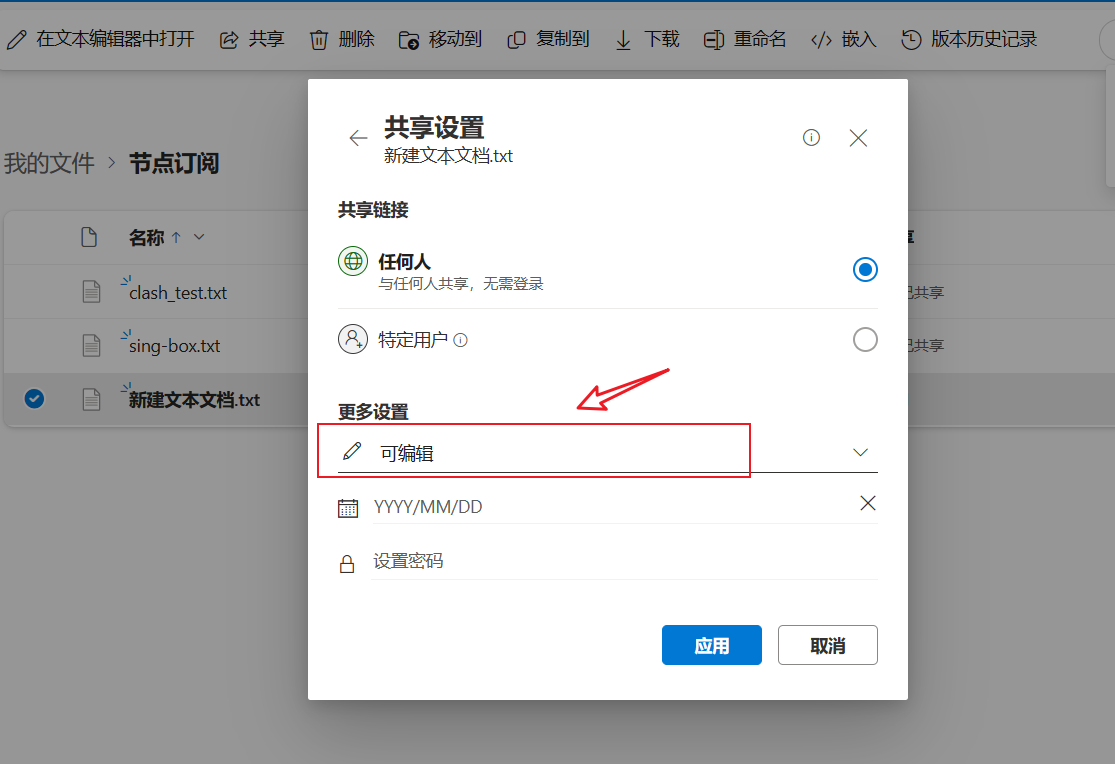 在文本编辑器中打开 共享 删除 移动到 复制到 下载 重命名 嵌入 版本历史记录
共享设置
新建文本文档.txt
我的文件 > 节点订阅
共享链接
名称
任何人
与任何人共享，无需登录
clash_test.txt
共享
特定用户
sing-box.txt
共享
新建文本文档.txt
更多设置
可编辑
YYYY/MM/DD
设置密码
应用 取消